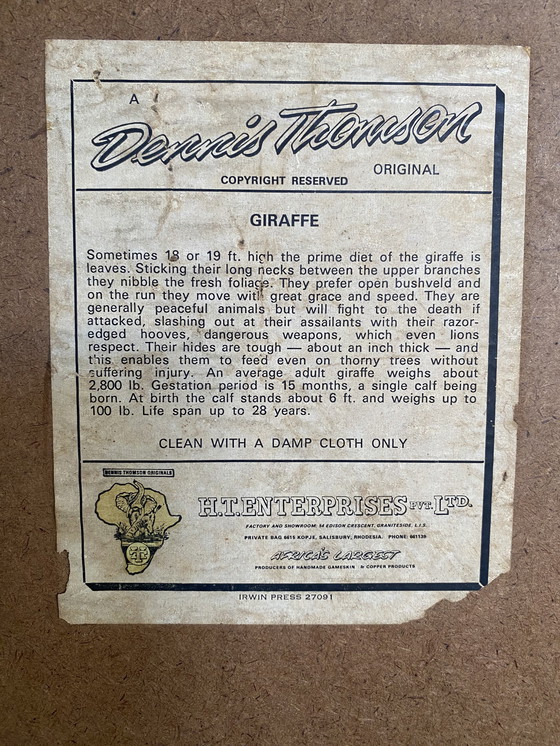 A
Dennis Thomson
ORIGINAL
COPYRIGHT RESERVED
GIRAFFE
Sometimes 18 or 19 ft. high the prime diet of the giraffe is
leaves. Sticking their long necks between the upper branches
they nibble the fresh foliage. They prefer open bushveld and
on the run they move with great grace and speed. They are
generally peaceful animals but will fight to the death if
attacked, slashing out at their assailants with their razor-
edged hooves, dangerous weapons, which even lions
respect. Their hides are tough — about an inch thick — and
this enables them to feed even on thorny trees without
suffering injury. An average adult giraffe weighs about
2,800 lb. Gestation period is 15 months, a single calf being
born. At birth the calf stands about 6 ft. and weighs up to
100 lb. Life span up to 28 years.
CLEAN WITH A DAMP CLOTH ONLY
DENNIS THOMSON ORIGINALS
H.T.ENTERPRISES PVT. LTD.
FACTORY AND SHOWROOM: 54 EDISON CRESCENT, GRANITESIDE, L.I.S.
PRIVATE BAG 6615 KOPJE, SALISBURY, RHODESIA. PHONE: 661136
AFRICA'S LARGEST
PRODUCERS OF HANDMADE GAMESKIN & COPPER PRODUCTS
IRWIN PRESS 27091